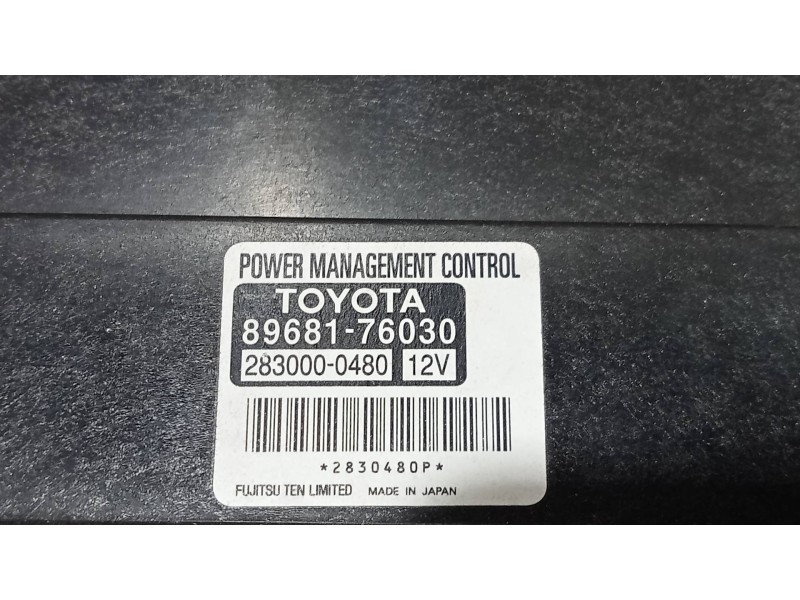 POWER MANAGEMENT CONTROL
TOYOTA
89681-76030
283000-0480 12V
*2830480P*
FUJITSU TEN LIMITED MADE IN JAPAN